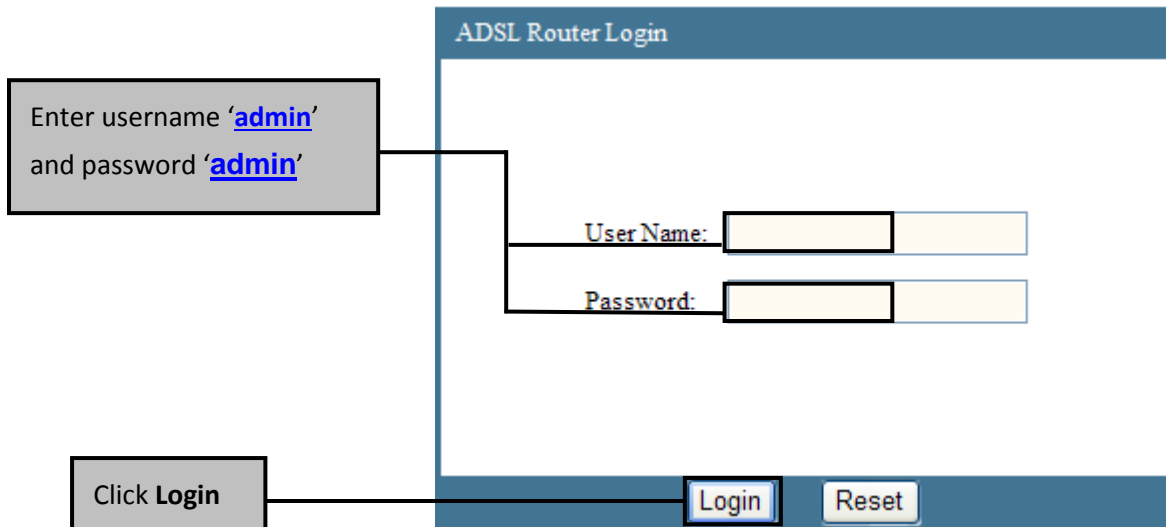 ADSL Router Login
Enter username ‘admin’
and password ‘admin’
User Name:
Password:
Click Login
Login
Reset